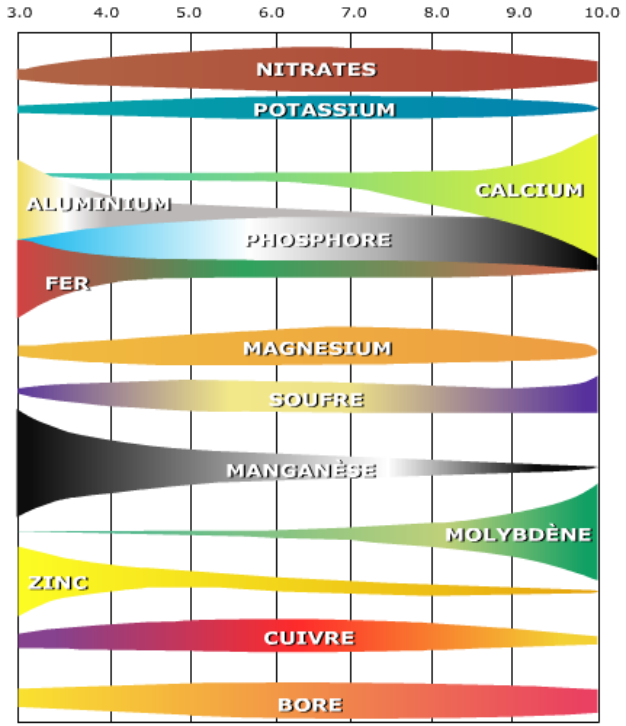 3.0 4.0 5.0 6.0 7.0 8.0 9.0 10.0
NITRATES
POTASSIUM
CALCIUM
ALUMINIUM
PHOSPHORE
FER
MAGNESIUM
SOUFRE
MANGANÈSE
MOLYBDÈNE
ZINC
CUIVRE
BORE